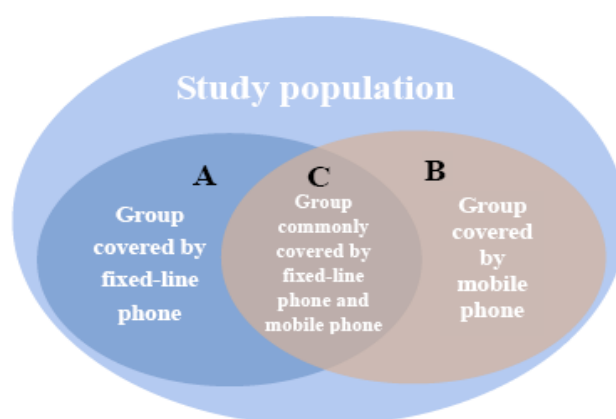 Study population
A
Group
covered by
fixed-line
phone
C
Group
commonly
covered by
fixed-line
phone and
mobile phone
B
Group
covered
by
mobile
phone